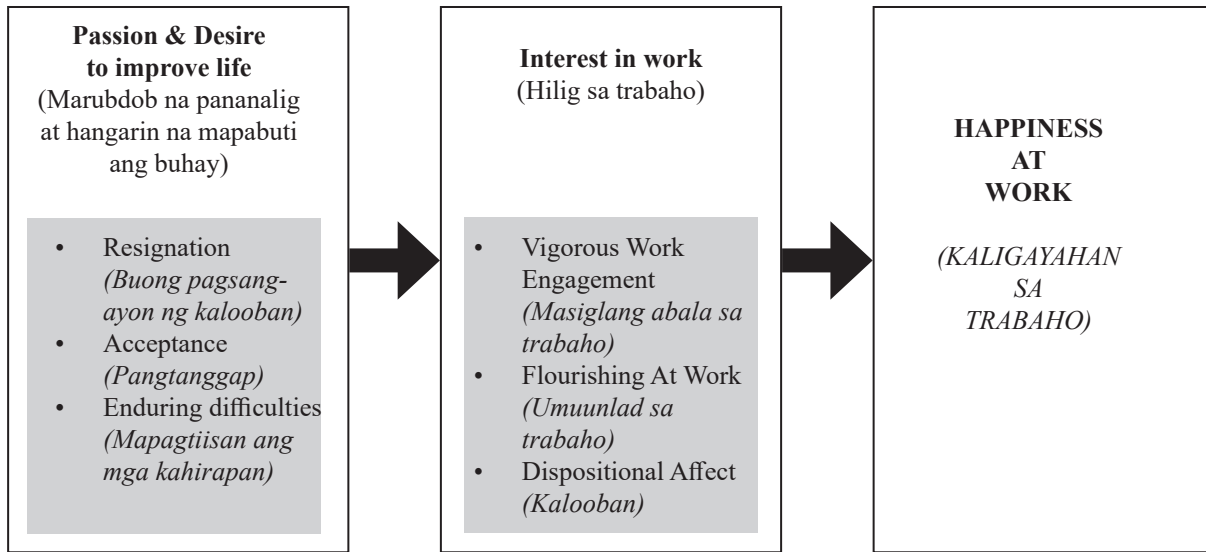 Passion & Desire
to improve life
(Marubdob na pananalig
at hangarin na mapabuti
ang buhay)
• Resignation
(Buong pagsang-
ayon ng kalooban)
• Acceptance
(Pangtanggap)
• Enduring difficulties
(Mapagtiisan ang
mga kahirapan)
Interest in work
(Hilig sa trabaho)
• Vigorous Work
Engagement
(Masiglang abala sa
trabaho)
• Flourishing At Work
(Umuunlad sa
trabaho)
• Dispositional Affect
(Kalooban)
HAPPINESS
AT
WORK
(KALIGAYAHAN
SA
TRABAHO)